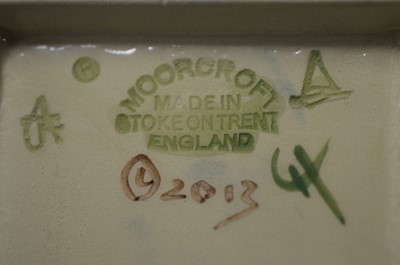 ®
MOORCROFT
MADE IN
STOKE ON TRENT
ENGLAND
© 2013